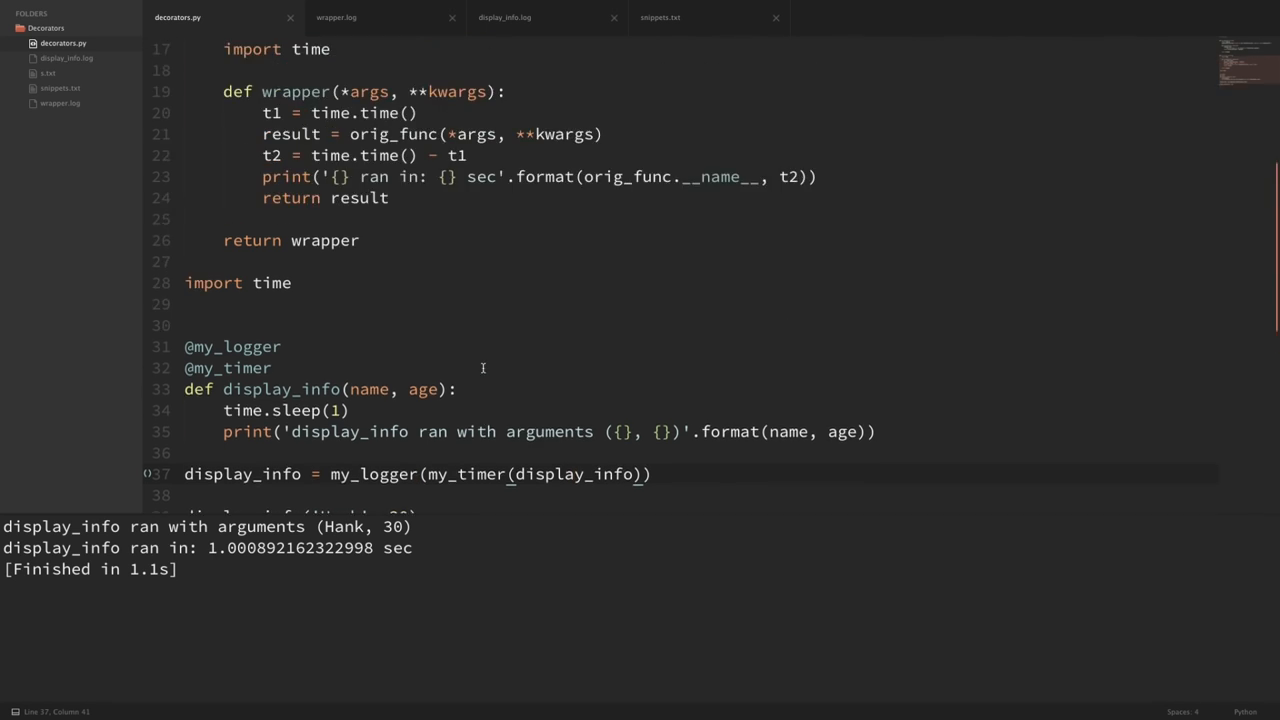 FOLDERS
Decorators
decorators.py
display_info.log
s.txt
snippets.txt
wrapper.log
decorators.py × wrapper.log × display_info.log × snippets.txt ×
17 import time
18
19 def wrapper(*args, **kwargs):
20 t1 = time.time()
21 result = orig_func(*args, **kwargs)
22 t2 = time.time() - t1
23 print('{} ran in: {} sec'.format(orig_func.__name__, t2))
24 return result
25
26 return wrapper
27
28 import time
29
30
31 @my_logger
32 @my_timer
33 def display_info(name, age):
34 time.sleep(1)
35 print('display_info ran with arguments ({}, {})'.format(name, age))
36
37 display_info = my_logger(my_timer(display_info))
38
display_info ran with arguments (Hank, 30)
display_info ran in: 1.000892162322998 sec
[Finished in 1.1s]
Line 37, Column 41 Spaces: 4 Python